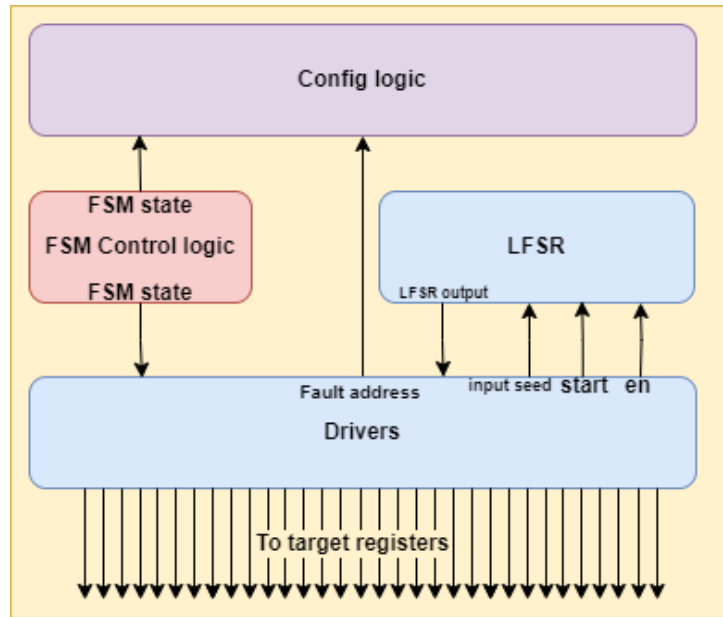 Config logic
FSM state
FSM Control logic
FSM state
LFSR
LFSR output
Fault address
input seed
start
en
Drivers
To target registers